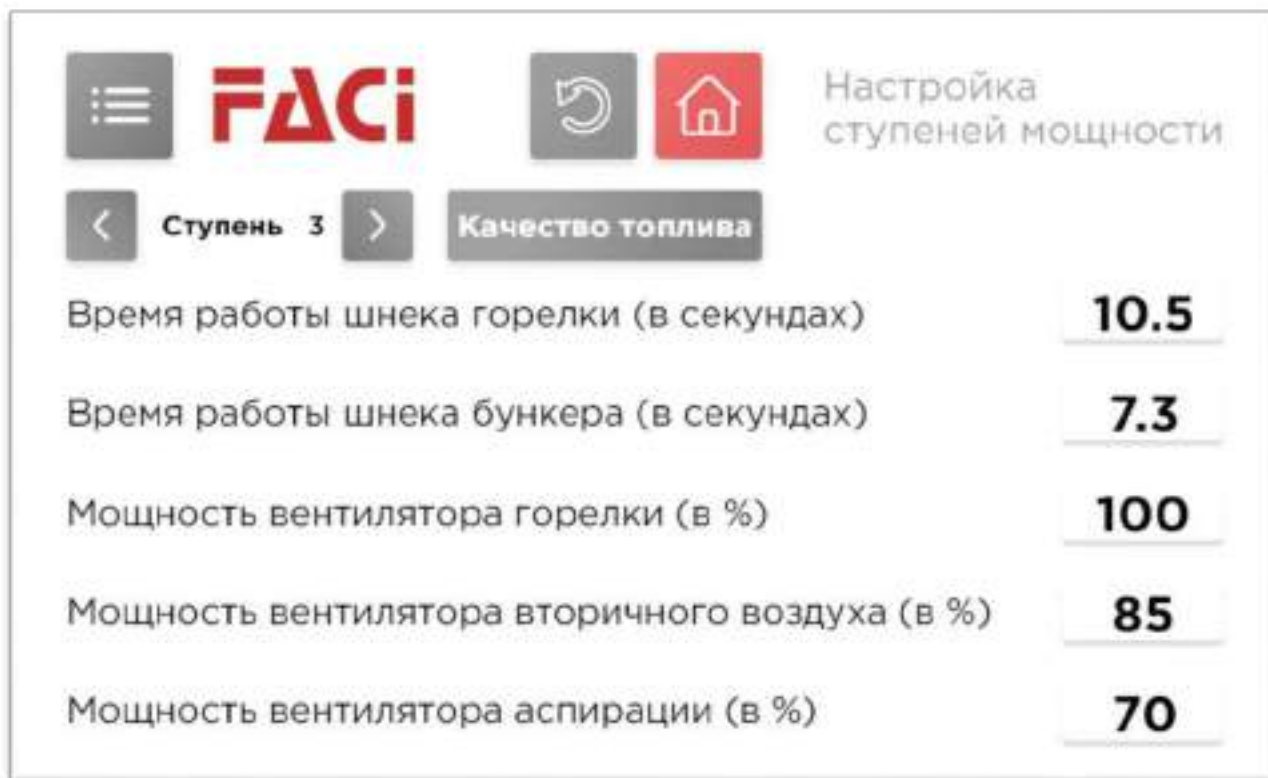 FACi
Настройка
ступеней мощности
Ступень 3
Качество топлива
Время работы шнека горелки (в секундах) 10.5
Время работы шнека бункера (в секундах) 7.3
Мощность вентилятора горелки (в %) 100
Мощность вентилятора вторичного воздуха (в %) 85
Мощность вентилятора аспирации (в %) 70